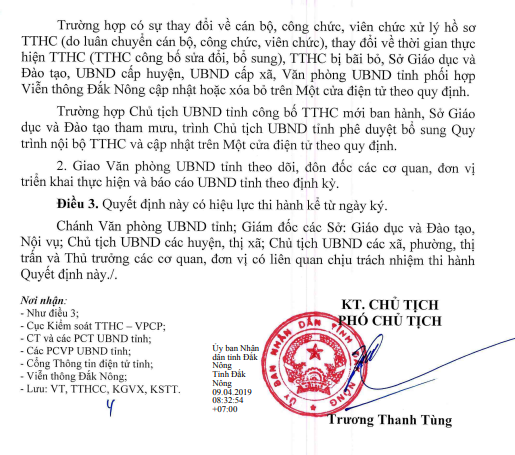 Trường hợp có sự thay đổi về cán bộ, công chức, viên chức xử lý hồ sơ
TTHC (do luân chuyển cán bộ, công chức, viên chức), thay đổi về thời gian thực
hiện TTHC (TTHC công bố sửa đổi, bổ sung), TTHC bị bãi bỏ, Sở Giáo dục và
Đào tạo, UBND cấp huyện, UBND cấp xã, Văn phòng UBND tỉnh phối hợp
Viễn thông Đắk Nông cập nhật hoặc xóa bỏ trên Một cửa điện tử theo quy định.
Trường hợp Chủ tịch UBND tỉnh công bố TTHC mới ban hành, Sở Giáo
dục và Đào tạo tham mưu, trình Chủ tịch UBND tỉnh phê duyệt bổ sung Quy
trình nội bộ TTHC và cập nhật trên Một cửa điện tử theo quy định.
2. Giao Văn phòng UBND tỉnh theo dõi, đôn đốc các cơ quan, đơn vị
triển khai thực hiện và báo cáo UBND tỉnh theo định kỳ.
Điều 3. Quyết định này có hiệu lực thi hành kể từ ngày ký.
Chánh Văn phòng UBND tỉnh; Giám đốc các Sở: Giáo dục và Đào tạo,
Nội vụ; Chủ tịch UBND các huyện, thị xã; Chủ tịch UBND các xã, phường, thị
trấn và Thủ trưởng các cơ quan, đơn vị có liên quan chịu trách nhiệm thi hành
Quyết định này./.
Nơi nhận:
- Như điều 3;
- Cục Kiểm soát TTHC – VPCP;
- CT và các PCT UBND tỉnh;
- Các PCVP UBND tỉnh;
- Cổng Thông tin điện tử tỉnh;
- Viễn thông Đắk Nông;
- Lưu: VT, TTHCC, KGVX, KSTT.
KT. CHỦ TỊCH
PHÓ CHỦ TỊCH
Ủy ban Nhân
dân tỉnh Đắk
Nông
Tỉnh Đắk
Nông
09.04.2019
08:32:54
+07:00
ỦY BAN NHÂN DÂN TỈNH
Trương Thanh Tùng